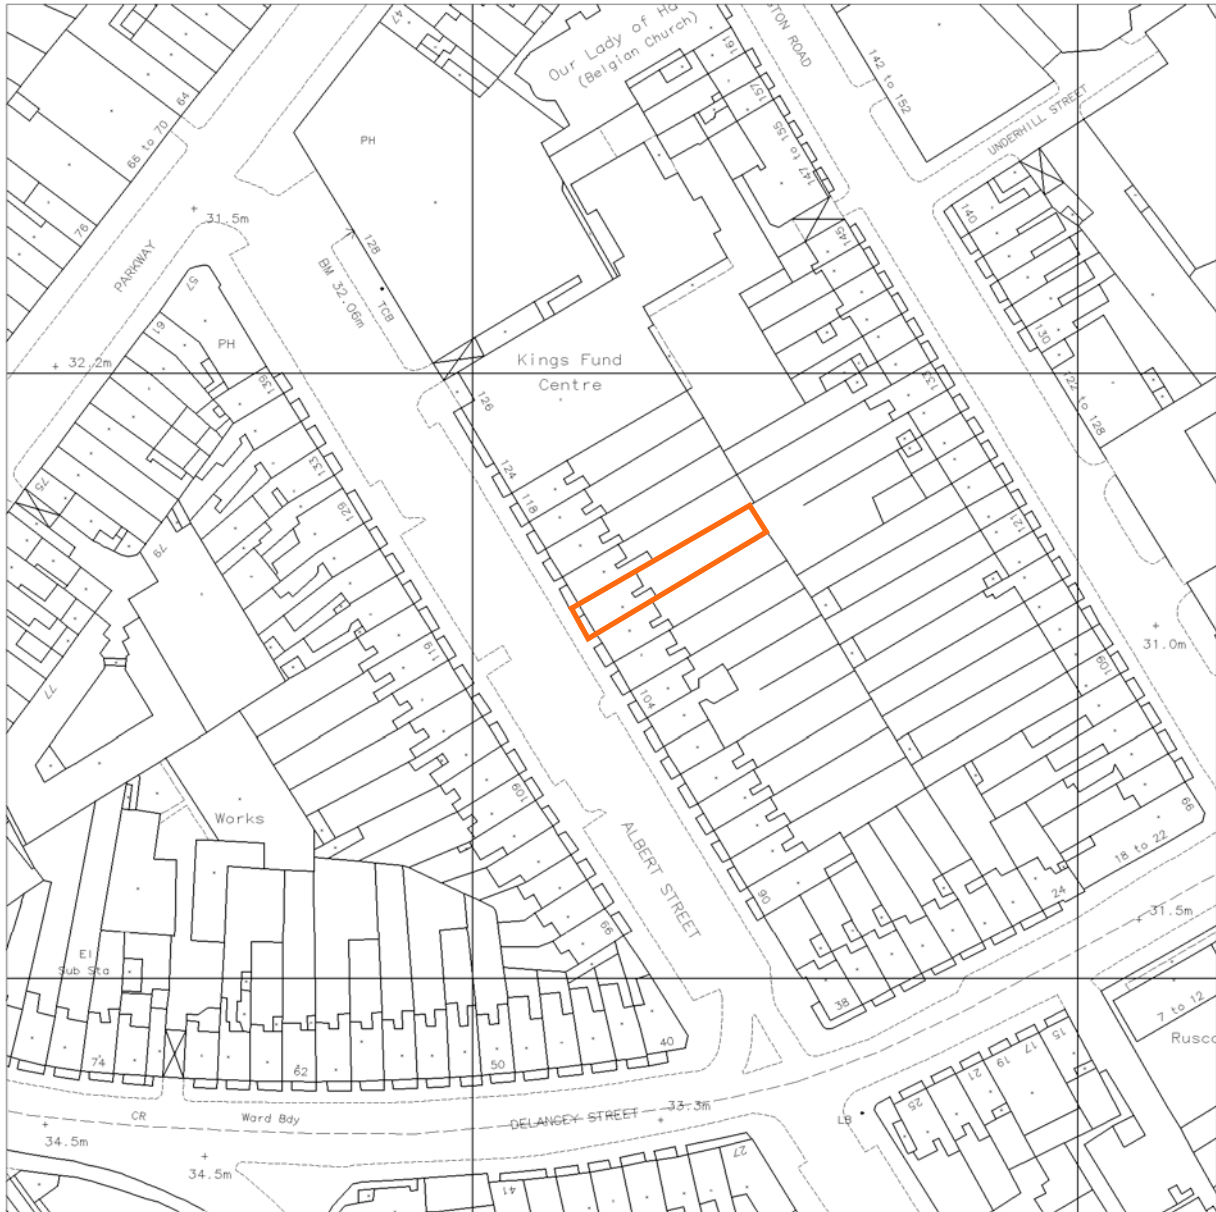 47
Our Lady of Ha
(Belgian Church)
161
157
147 to 155
GTON ROAD
142 to 152
UNDERHILL STREET
64
66 to 70
76
PH
31.5m
PARKWAY
128
BM 32.06m
TCB
145
140
130
122 to 128
57
61
PH
32.2m
139
133
129
75
79
77
119
109
99
126
124
118
104
90
Kings Fund
Centre
133
121
109
99
31.0m
18 to 22
24
31.5m
38
Works
El
Sub Sta
ALBERT STREET
74
62
50
40
CR
Ward Bdy
DELANCEY STREET
33.3m
34.5m
34.5m
41
27
LB
25
21
19
17
15
7 to 12
Rusco